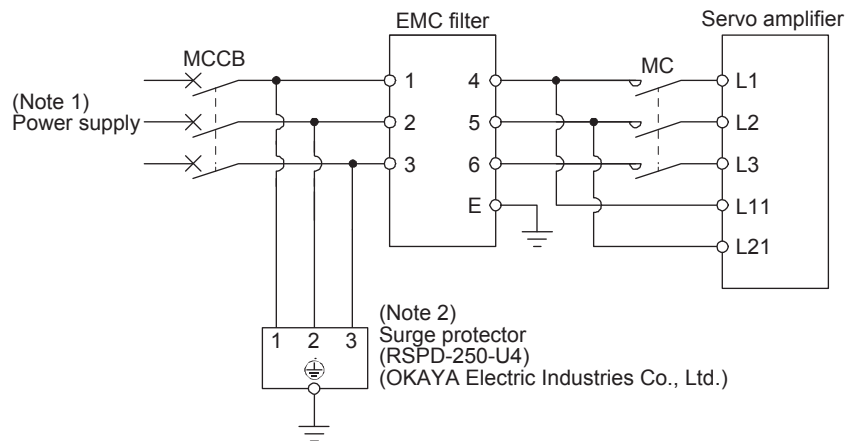 EMC filter
Servo amplifier
MCCB
MC
(Note 1)
Power supply
1
2
3
4
5
6
E
L1
L2
L3
L11
L21
1 2 3
(Note 2)
Surge protector
(RSPD-250-U4)
(OKAYA Electric Industries Co., Ltd.)